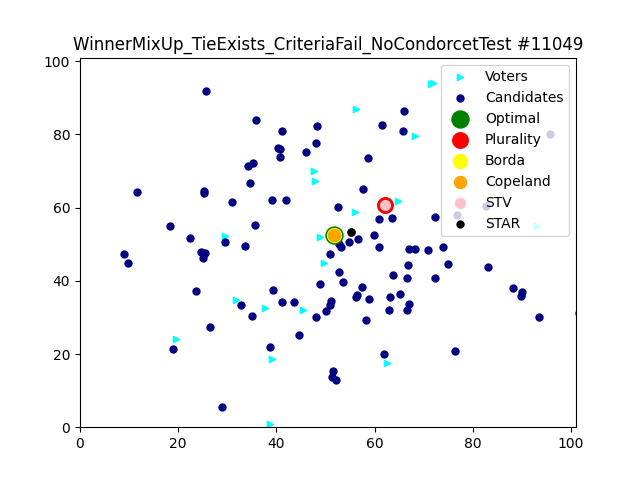 WinnerMixUp_TieExists_CriteriaFail_NoCondorcetTest #11049
100
80
60
40
20
0
0
20
40
60
80
100
Voters
Candidates
Optimal
Plurality
Borda
Copeland
STV
STAR